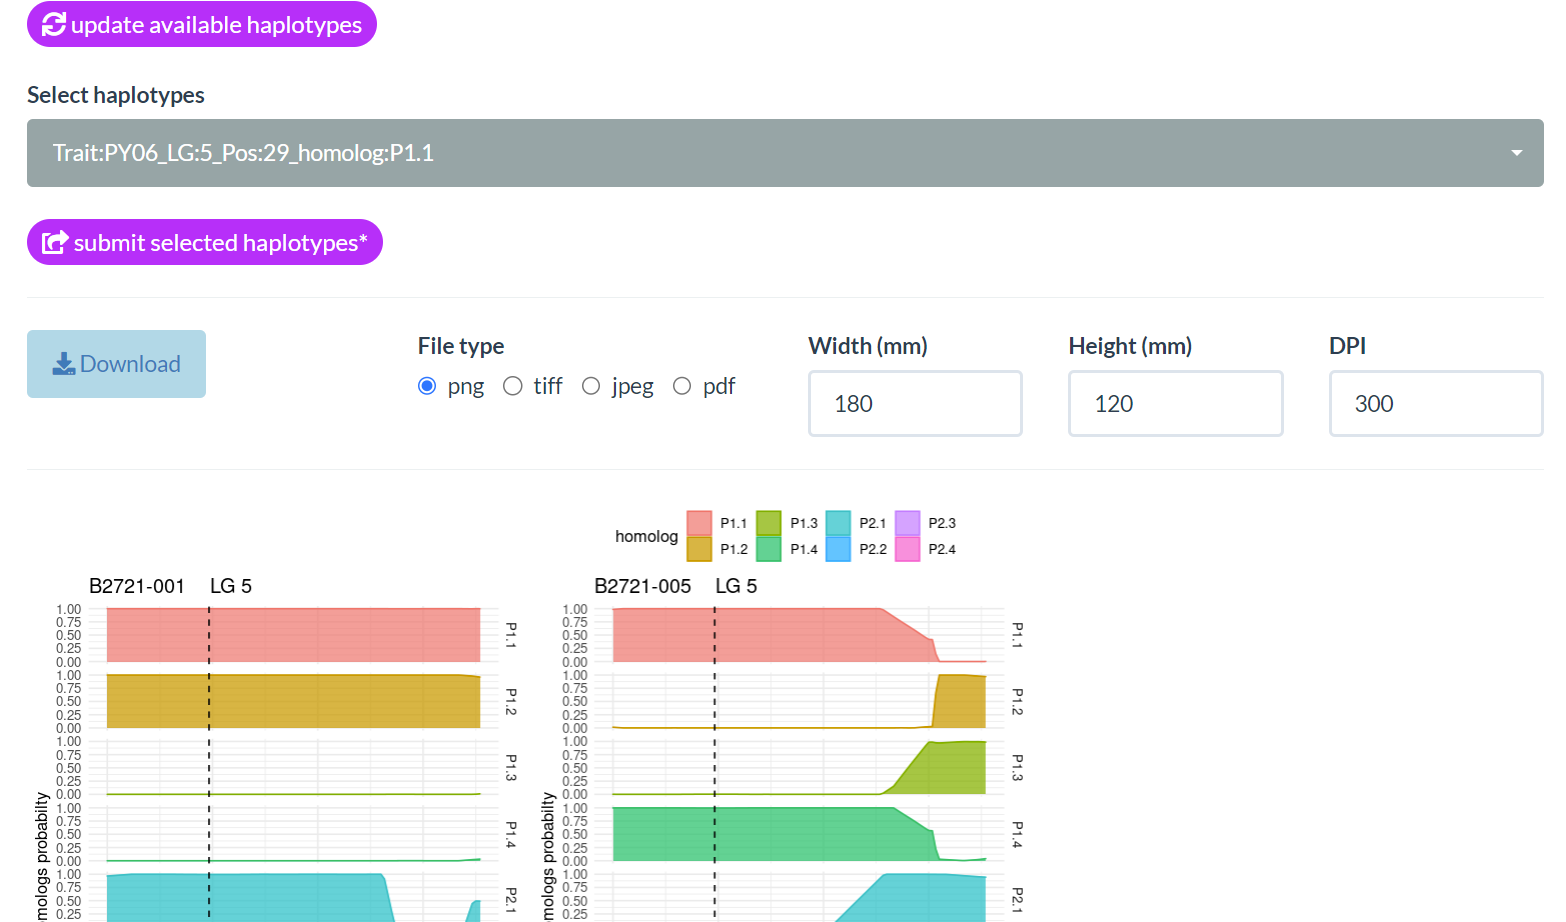 update available haplotypes
Select haplotypes
Trait:PY06_LG:5_Pos:29_homolog:P1.1
submit selected haplotypes*
Download
File type
png tiff jpeg pdf
Width (mm)
180
Height (mm)
120
DPI
300
homolog
P1.1 P1.3 P2.1 P2.3
P1.2 P1.4 P2.2 P2.4
B2721-001 LG 5
1.00
0.75
0.50
0.25
0.00
P1.1
1.00
0.75
0.50
0.25
0.00
P1.2
1.00
0.75
0.50
0.25
0.00
P1.3
1.00
0.75
0.50
0.25
0.00
P1.4
1.00
0.75
0.50
0.25
P2.1
mologs probabilty
B2721-005 LG 5
1.00
0.75
0.50
0.25
0.00
P1.1
1.00
0.75
0.50
0.25
0.00
P1.2
1.00
0.75
0.50
0.25
0.00
P1.3
1.00
0.75
0.50
0.25
0.00
P1.4
1.00
0.75
0.50
0.25
P2.1
omologs probabilty